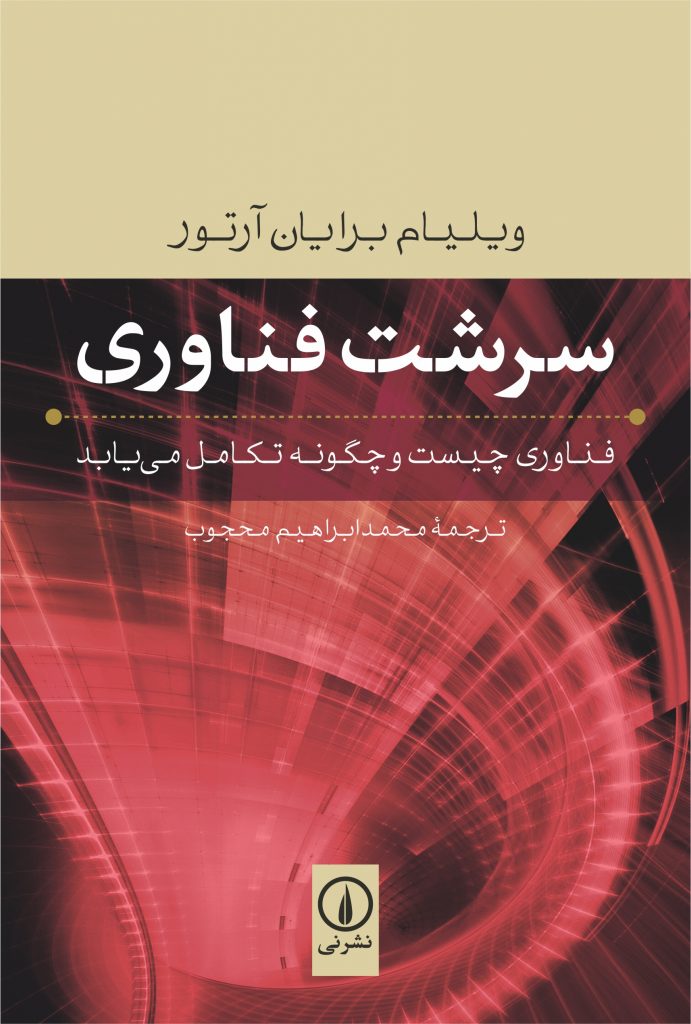 ویلیام برایان آرتور
سرشت فناوری
فناوری چیست و چگونه تکامل می‌یابد
ترجمهٔ محمدابراهیم محجوب
نشرنی